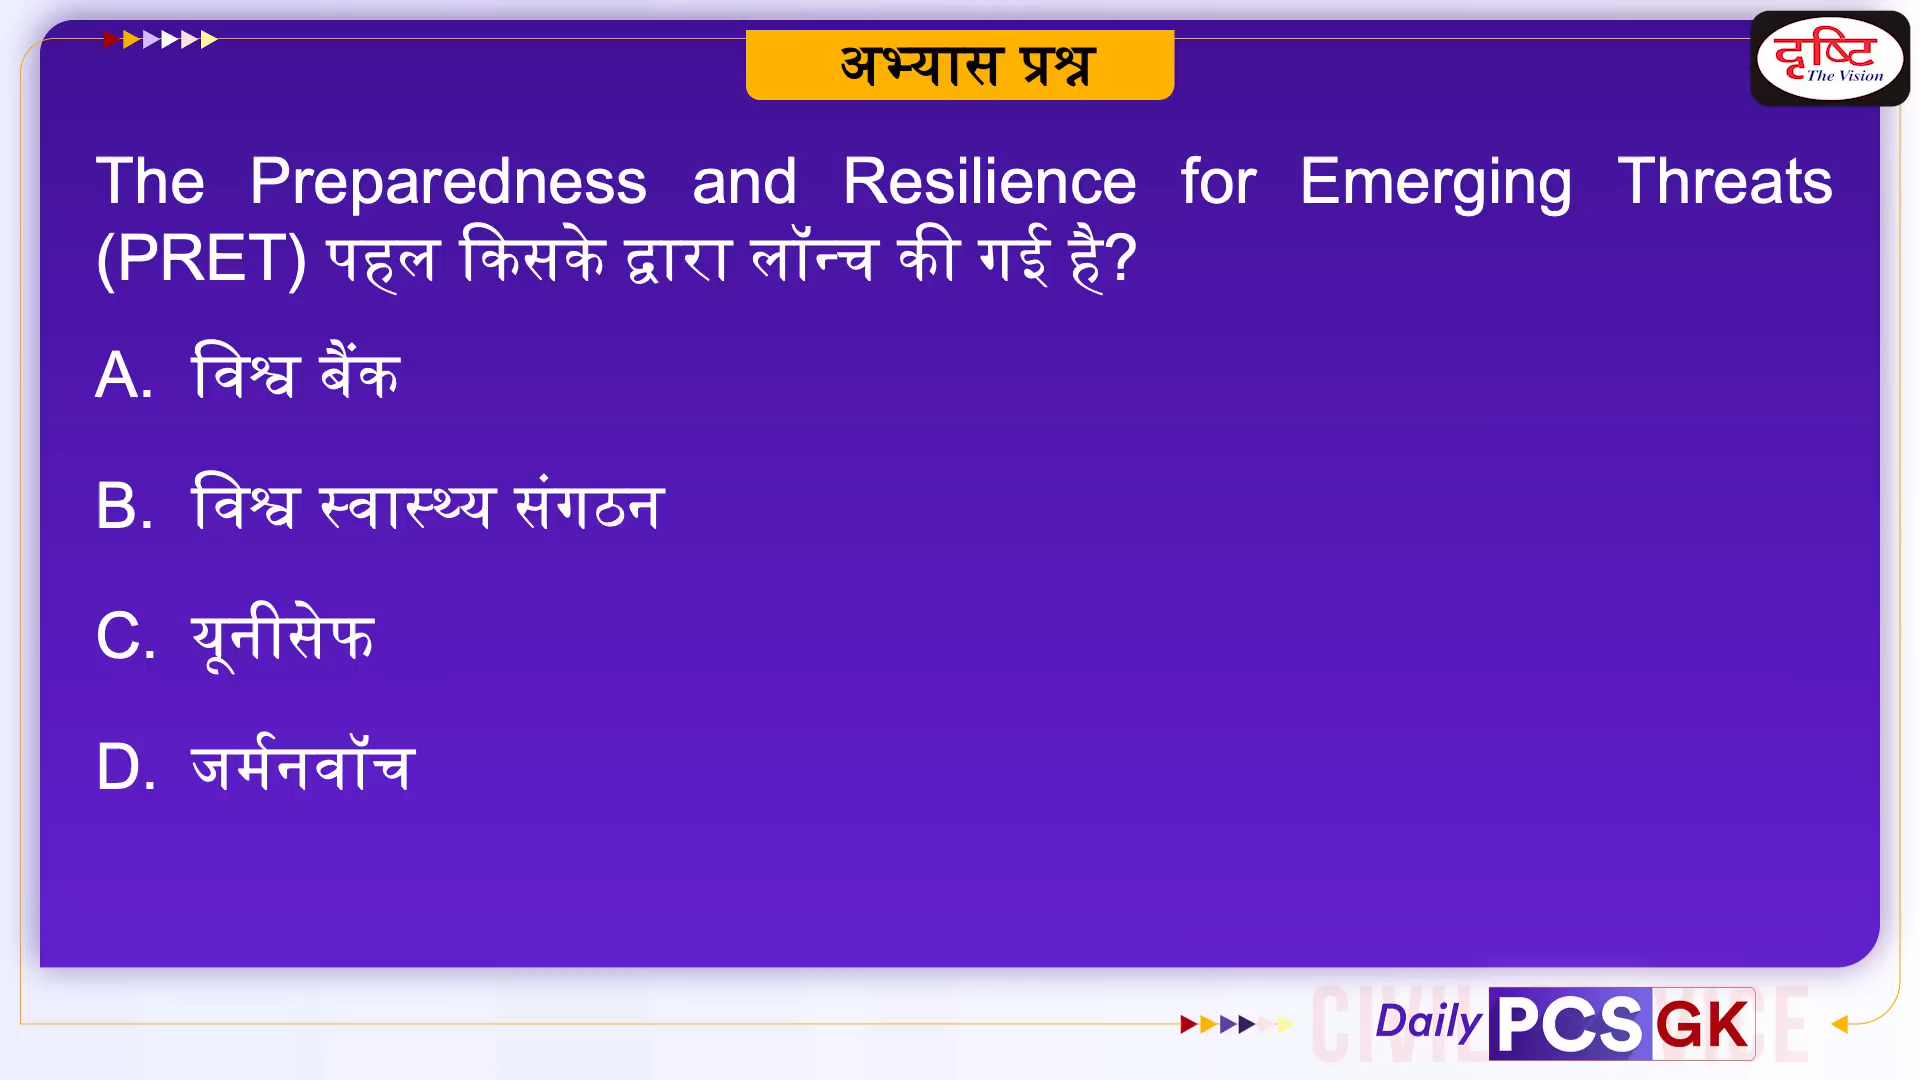 अभ्यास प्रश्न
दृष्टि
The Vision
The Preparedness and Resilience for Emerging Threats
(PRET) पहल किसके द्वारा लॉन्च की गई है?
A. विश्व बैंक
B. विश्व स्वास्थ्य संगठन
C. यूनीसेफ
D. जर्मनवॉच
Daily PCS GK